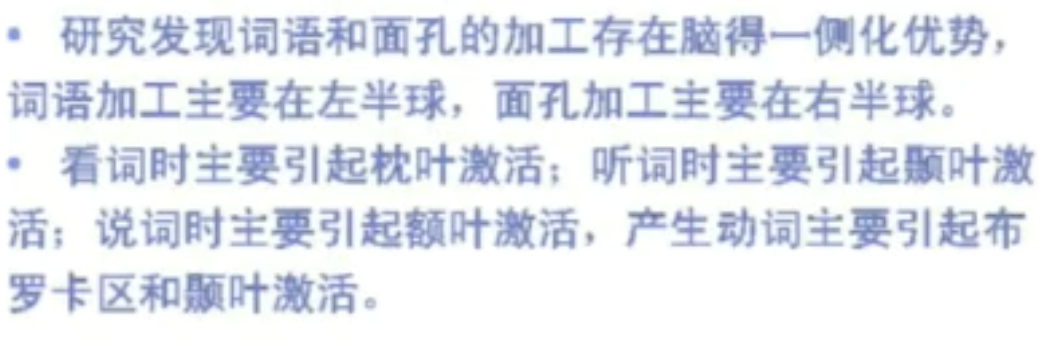 • 研究发现词语和面孔的加工存在脑得一侧化优势，
词语加工主要在左半球，面孔加工主要在右半球。
• 看词时主要引起枕叶激活；听词时主要引起颞叶激
活；说词时主要引起额叶激活，产生动词主要引起布
罗卡区和颞叶激活。